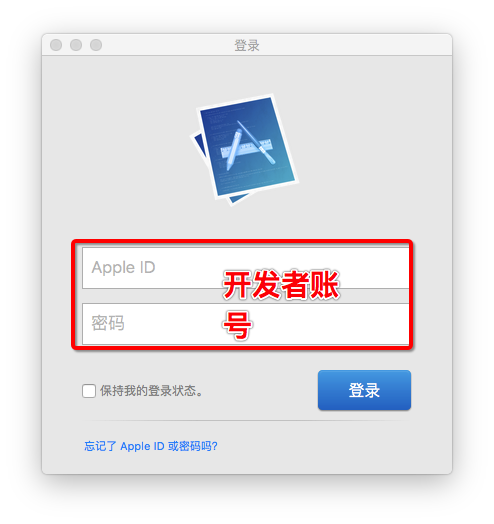 登录
Apple ID
开发者账
密码
号
保持我的登录状态。
登录
忘记了 Apple ID 或密码吗?